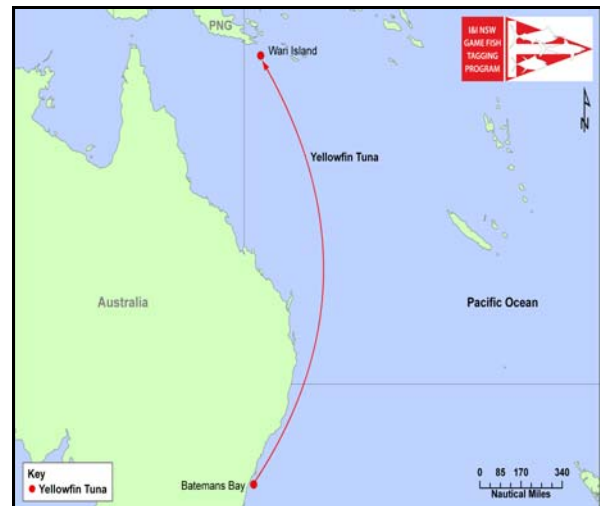 PNG
Wari Island
I&I NSW
GAME FISH
TAGGING
PROGRAM
N
Yellowfin Tuna
Australia
Pacific Ocean
Key
Yellowfin Tuna
Batemans Bay
0 85 170 340
Nautical Miles